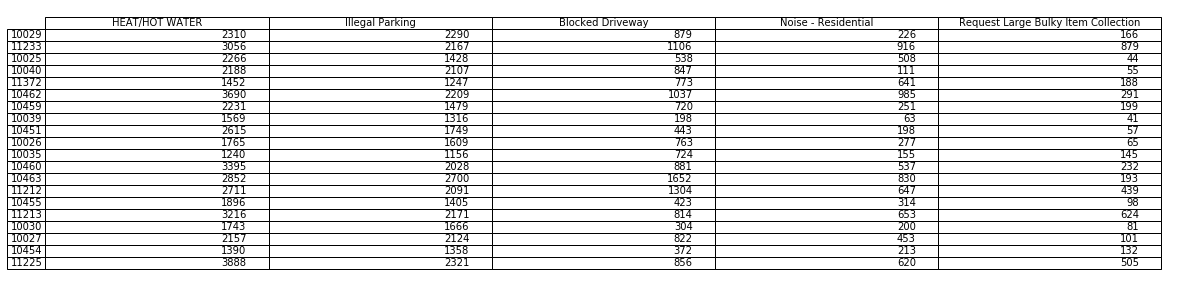 HEAT/HOT WATER Illegal Parking Blocked Driveway Noise - Residential Request Large Bulky Item Collection
10029 2310 2290 879 226 166
11233 3056 2167 1106 916 879
10025 2266 1428 538 508 44
10040 2188 2107 847 111 55
11372 1452 1247 773 641 188
10462 3690 2209 1037 985 291
10459 2231 1479 720 251 199
10039 1569 1316 198 63 41
10451 2615 1749 443 198 57
10026 1765 1609 763 277 65
10035 1240 1156 724 155 145
10460 3395 2028 881 537 232
10463 2852 2700 1652 830 193
11212 2711 2091 1304 647 439
10455 1896 1405 423 314 98
11213 3216 2171 814 653 624
10030 1743 1666 304 200 81
10027 2157 2124 822 453 101
10454 1390 1358 372 213 132
11225 3888 2321 856 620 505